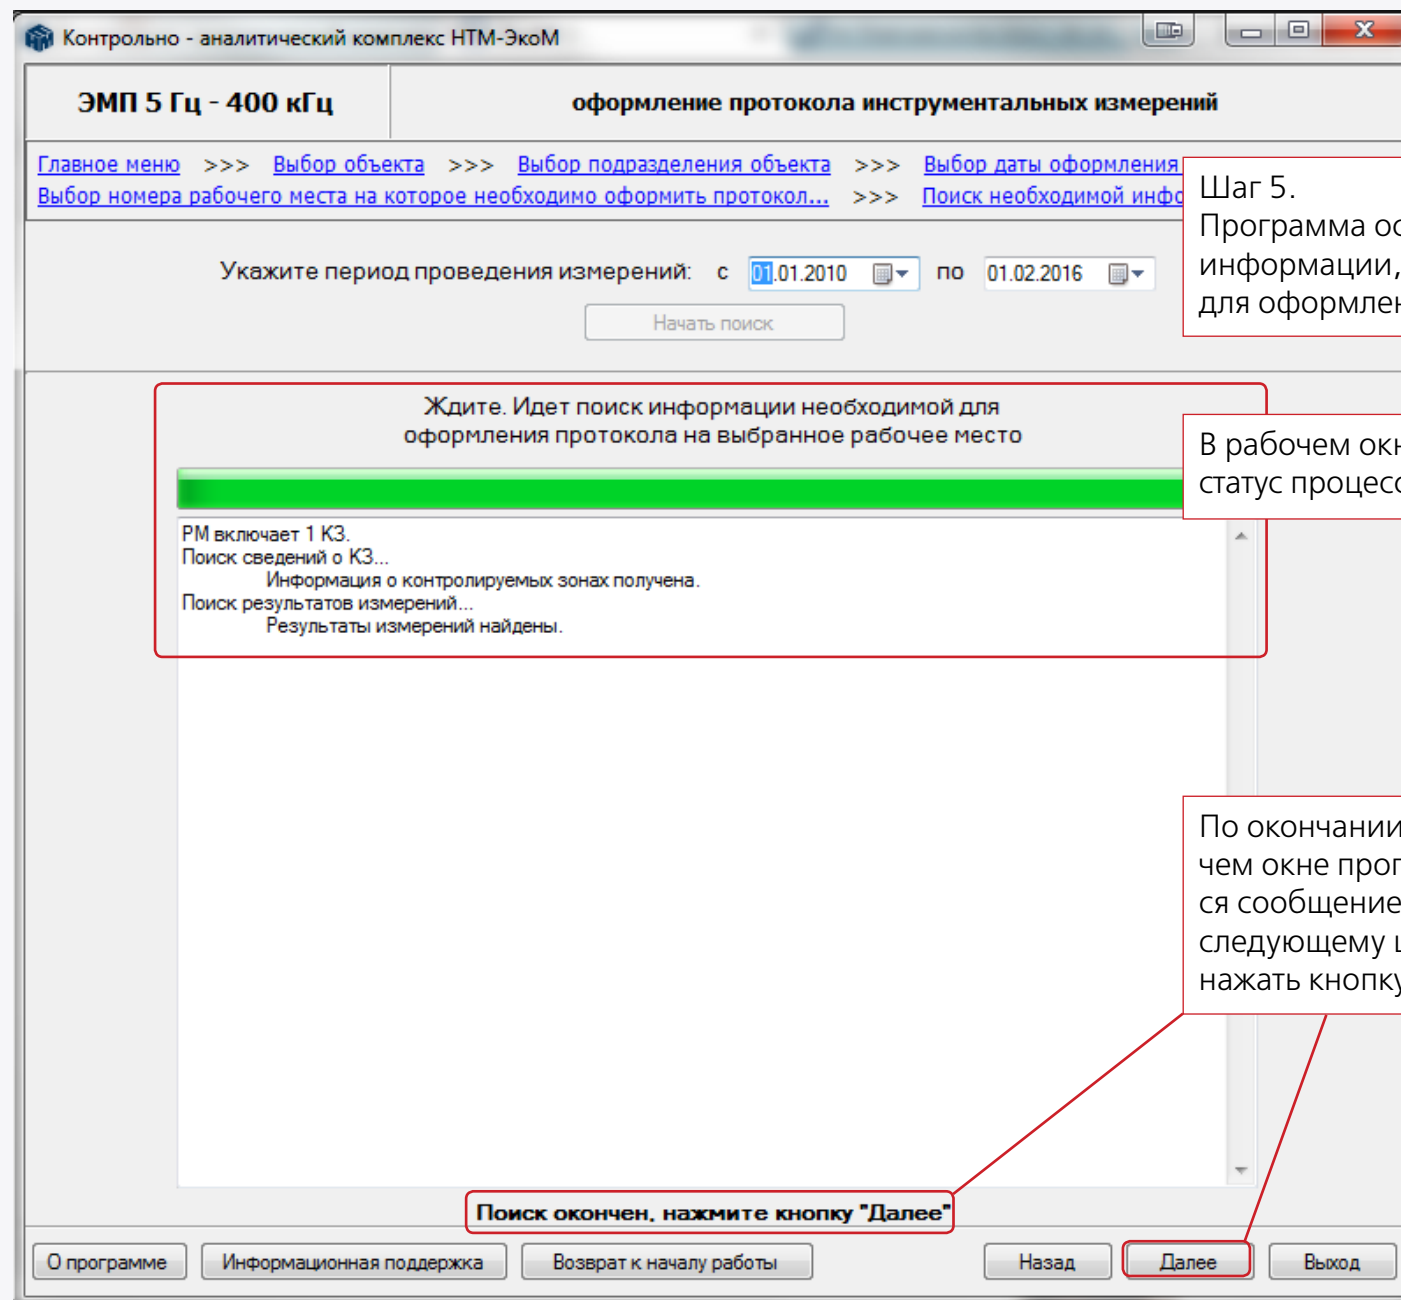 Контрольно - аналитический комплекс НТМ-ЭкоМ
ЭМП 5 Гц - 400 кГц
оформление протокола инструментальных измерений
Главное меню >>> Выбор объекта >>> Выбор подразделения объекта >>> Выбор даты оформления
Выбор номера рабочего места на которое необходимо оформить протокол... >>> Поиск необходимой инфо
Шаг 5.
Программа ос
информации,
для оформлен
Укажите период проведения измерений: с 01.01.2010 по 01.02.2016
Начать поиск
Ждите. Идет поиск информации необходимой для
оформления протокола на выбранное рабочее место
В рабочем окн
статус процесс
РМ включает 1 КЗ.
Поиск сведений о КЗ...
Информация о контролируемых зонах получена.
Поиск результатов измерений...
Результаты измерений найдены.
По окончании
чем окне прог
ся сообщение
следующему ш
нажать кнопку
Поиск окончен, нажмите кнопку "Далее"
О программе Информационная поддержка Возврат к началу работы Назад Далее Выход